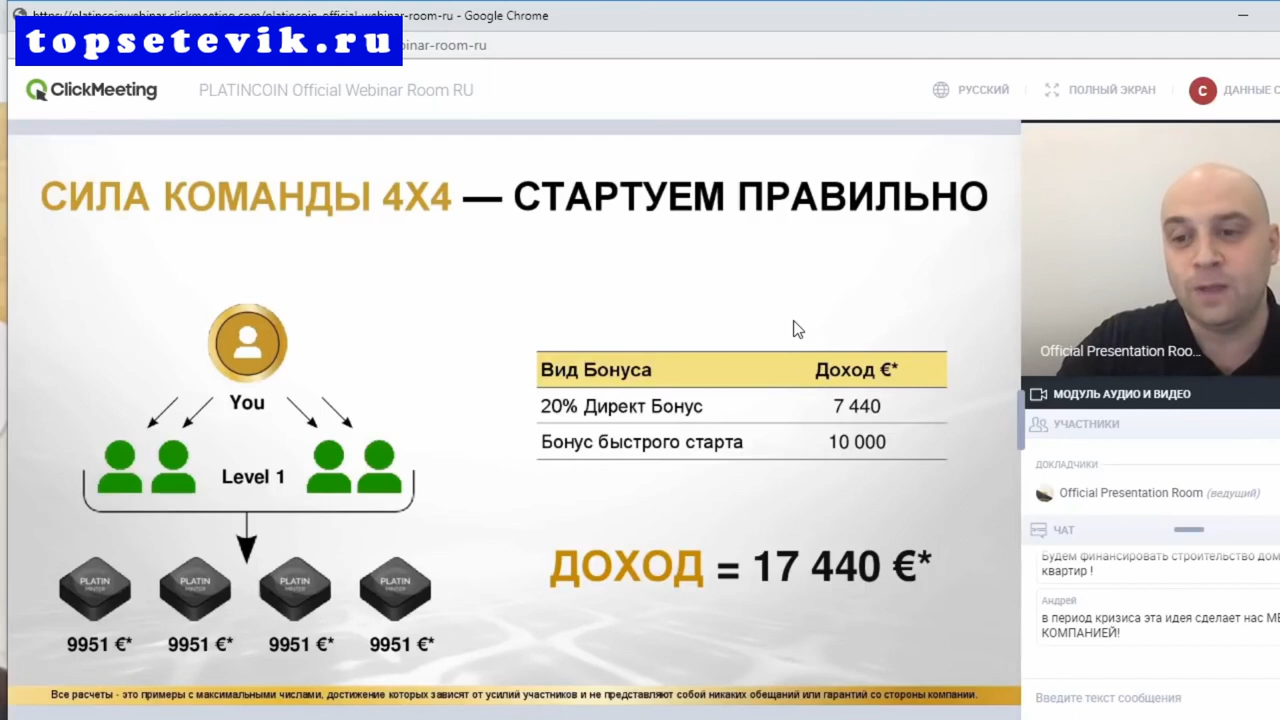 https://platincoinwebinar.clickmeeting.com/platincoin-official-webinar-room-ru - Google Chrome
topsetevik.ru
binar-room-ru
ClickMeeting
PLATINCOIN Official Webinar Room RU
РУССКИЙ
ПОЛНЫЙ ЭКРАН
C
ДАННЫЕ С
СИЛА КОМАНДЫ 4X4 — СТАРТУЕМ ПРАВИЛЬНО
You
Level 1
PLATIN
PLATIN
PLATIN
PLATIN
9951 €*
9951 €*
9951 €*
9951 €*
Вид Бонуса Доход €*
20% Директ Бонус 7 440
Бонус быстрого старта 10 000
ДОХОД = 17 440 €*
Все расчеты - это примеры с максимальными числами, достижение которых зависят от усилий участников и не представляют собой никаких обещаний или гарантий со стороны компании.
Official Presentation Roo...
МОДУЛЬ АУДИО И ВИДЕО
УЧАСТНИКИ
ДОКЛАДЧИКИ
Official Presentation Room (ведущий)
ЧАТ
Будем финансировать строительство дом
квартир !
Андрей
в период кризиса эта идея сделает нас МЕ
КОМПАНИЕЙ!
Введите текст сообщения